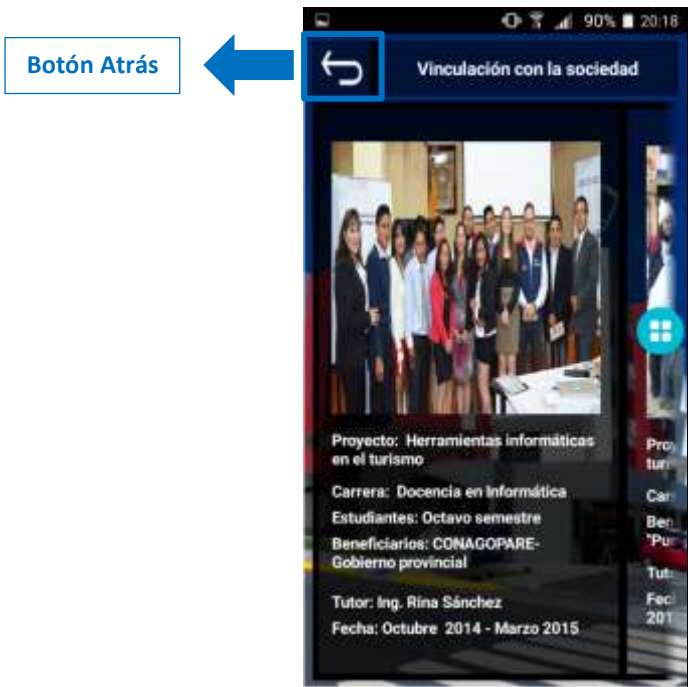 90% 20:18
Botón Atrás
Vinculación con la sociedad
Proyecto: Herramientas informáticas
en el turismo
Carrera: Docencia en Informática
Estudiantes: Octavo semestre
Beneficiarios: CONAGOPARE-
Gobierno provincial
Tutor: Ing. Rina Sánchez
Fecha: Octubre 2014 - Marzo 2015